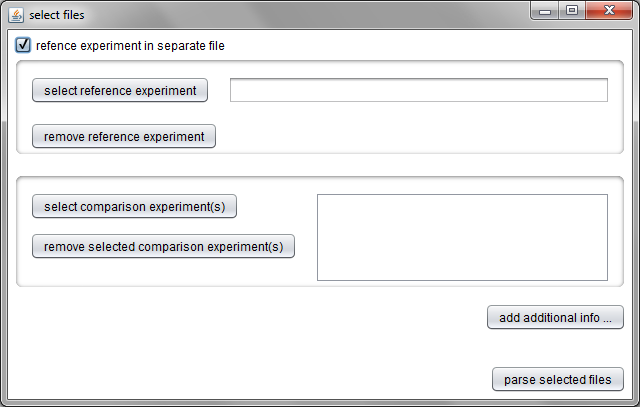 select files
refence experiment in separate file
select reference experiment
remove reference experiment
select comparison experiment(s)
remove selected comparison experiment(s)
add additional info ...
parse selected files